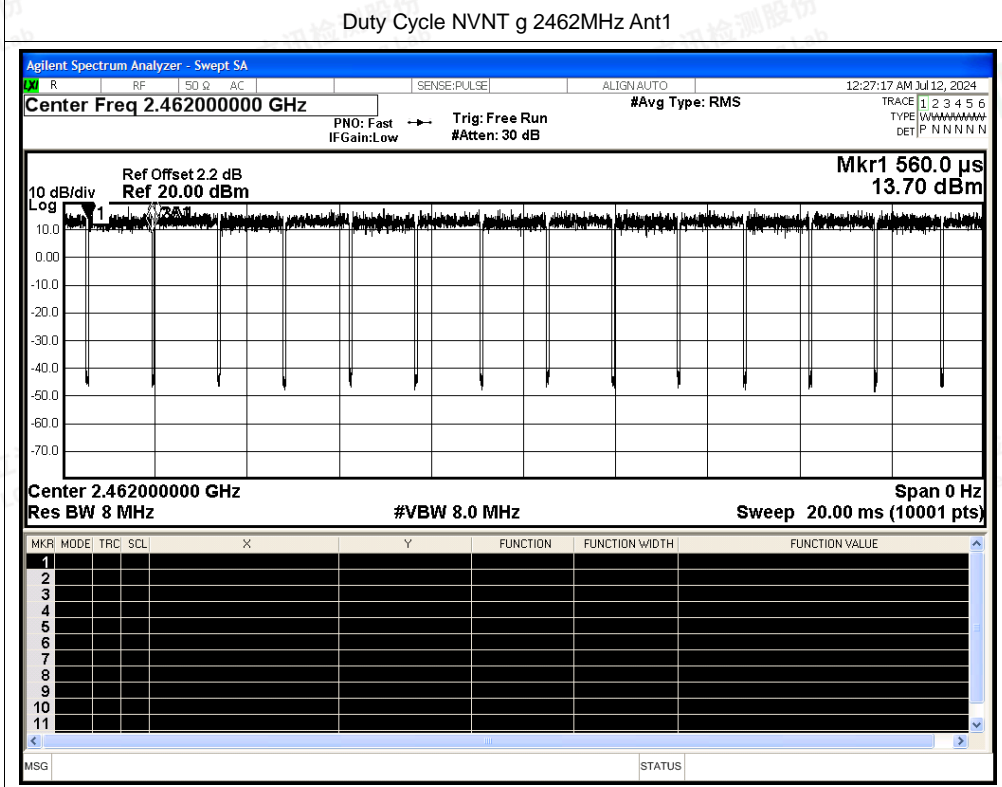 Duty Cycle NVNT g 2462MHz Ant1
Agilent Spectrum Analyzer - Swept SA
LXI R RF 50 Ω AC SENSE:PULSE ALIGN AUTO 12:27:17 AM Jul 12, 2024
Center Freq 2.462000000 GHz #Avg Type: RMS TRACE 1 2 3 4 5 6
PNO: Fast Trig: Free Run TYPE
IFGain:Low #Atten: 30 dB DET P N N N N N
Mkr1 560.0 µs
Ref Offset 2.2 dB
10 dB/div Ref 20.00 dBm 13.70 dBm
Log
1
10.0
0.00
-10.0
-20.0
-30.0
-40.0
-50.0
-60.0
-70.0
Center 2.462000000 GHz Span 0 Hz
Res BW 8 MHz #VBW 8.0 MHz Sweep 20.00 ms (10001 pts)
MKR MODE TRC SCL X Y FUNCTION FUNCTION WIDTH FUNCTION VALUE
1
2
3
4
5
6
7
8
9
10
11
MSG STATUS